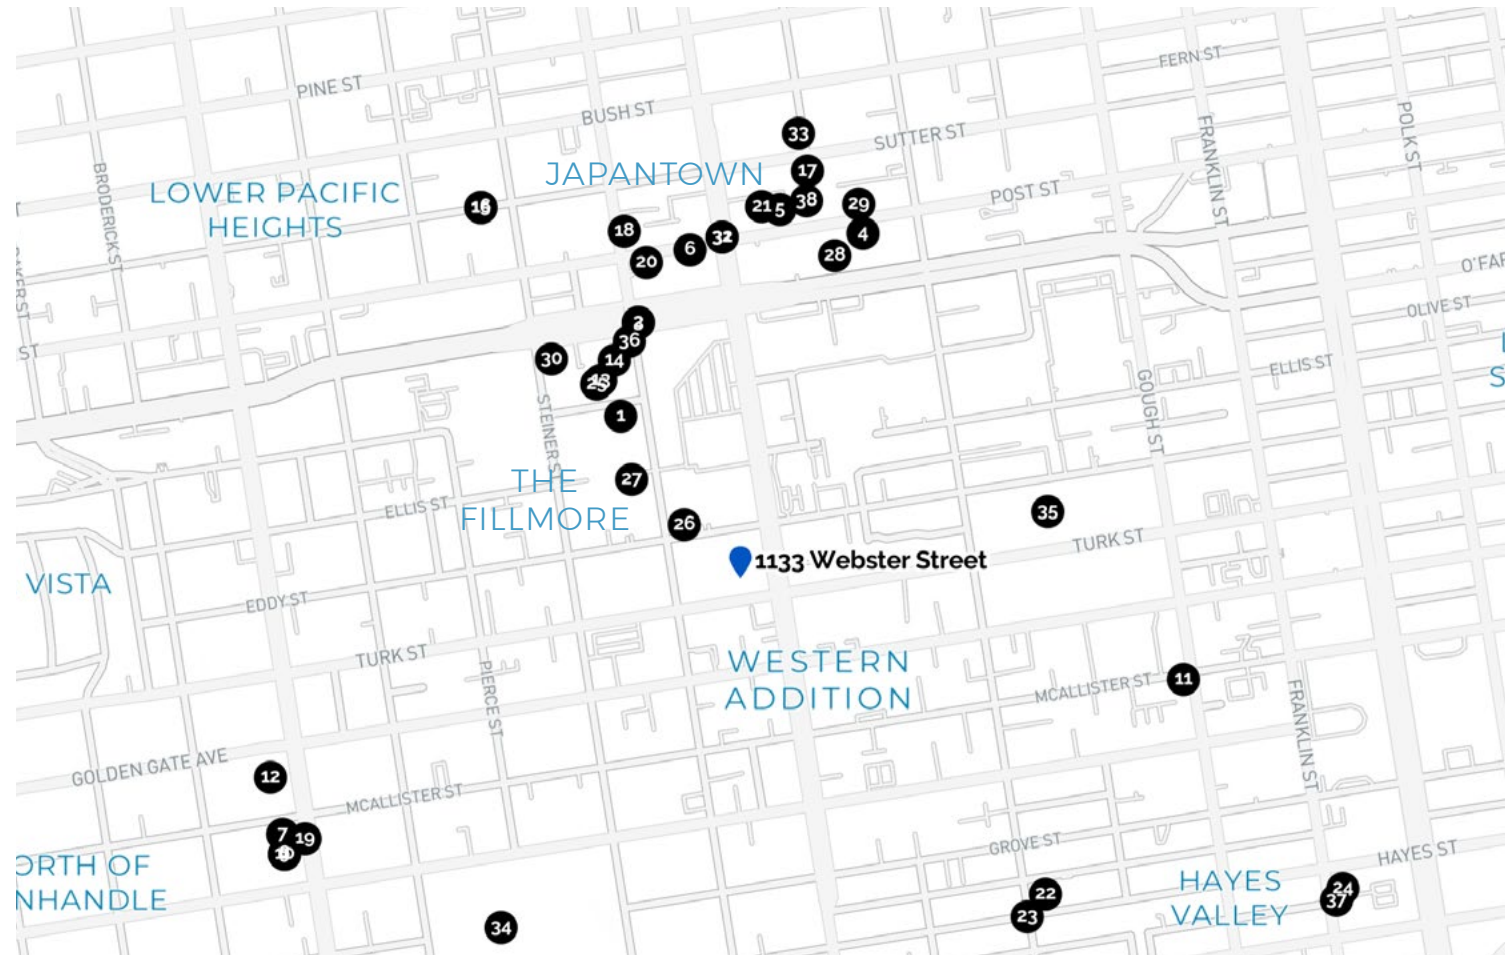 FERN ST
PINE ST
BUSH ST
POLK ST
FRANKLIN ST
33
SUTTER ST
JAPANTOWN
17
BRODERICK ST
LOWER PACIFIC
HEIGHTS
POST ST
38
21
5
29
18
4
32
6
28
20
O'FAR
OLIVE ST
2
36
30
14
ELLIS ST
GOUGH ST
1
STEINER ST
27
THE
FILLMORE
ELLIS ST
35
26
TURK ST
1133 Webster Street
VISTA
EDDY ST
TURK ST
WESTERN
ADDITION
PIERCE ST
11
MCALLISTER ST
FRANKLIN ST
GOLDEN GATE AVE
12
MCALLISTER ST
7
19
GROVE ST
HAYES ST
ORTH OF
NHANDLE
HAYES
VALLEY
22
24
37
23
34